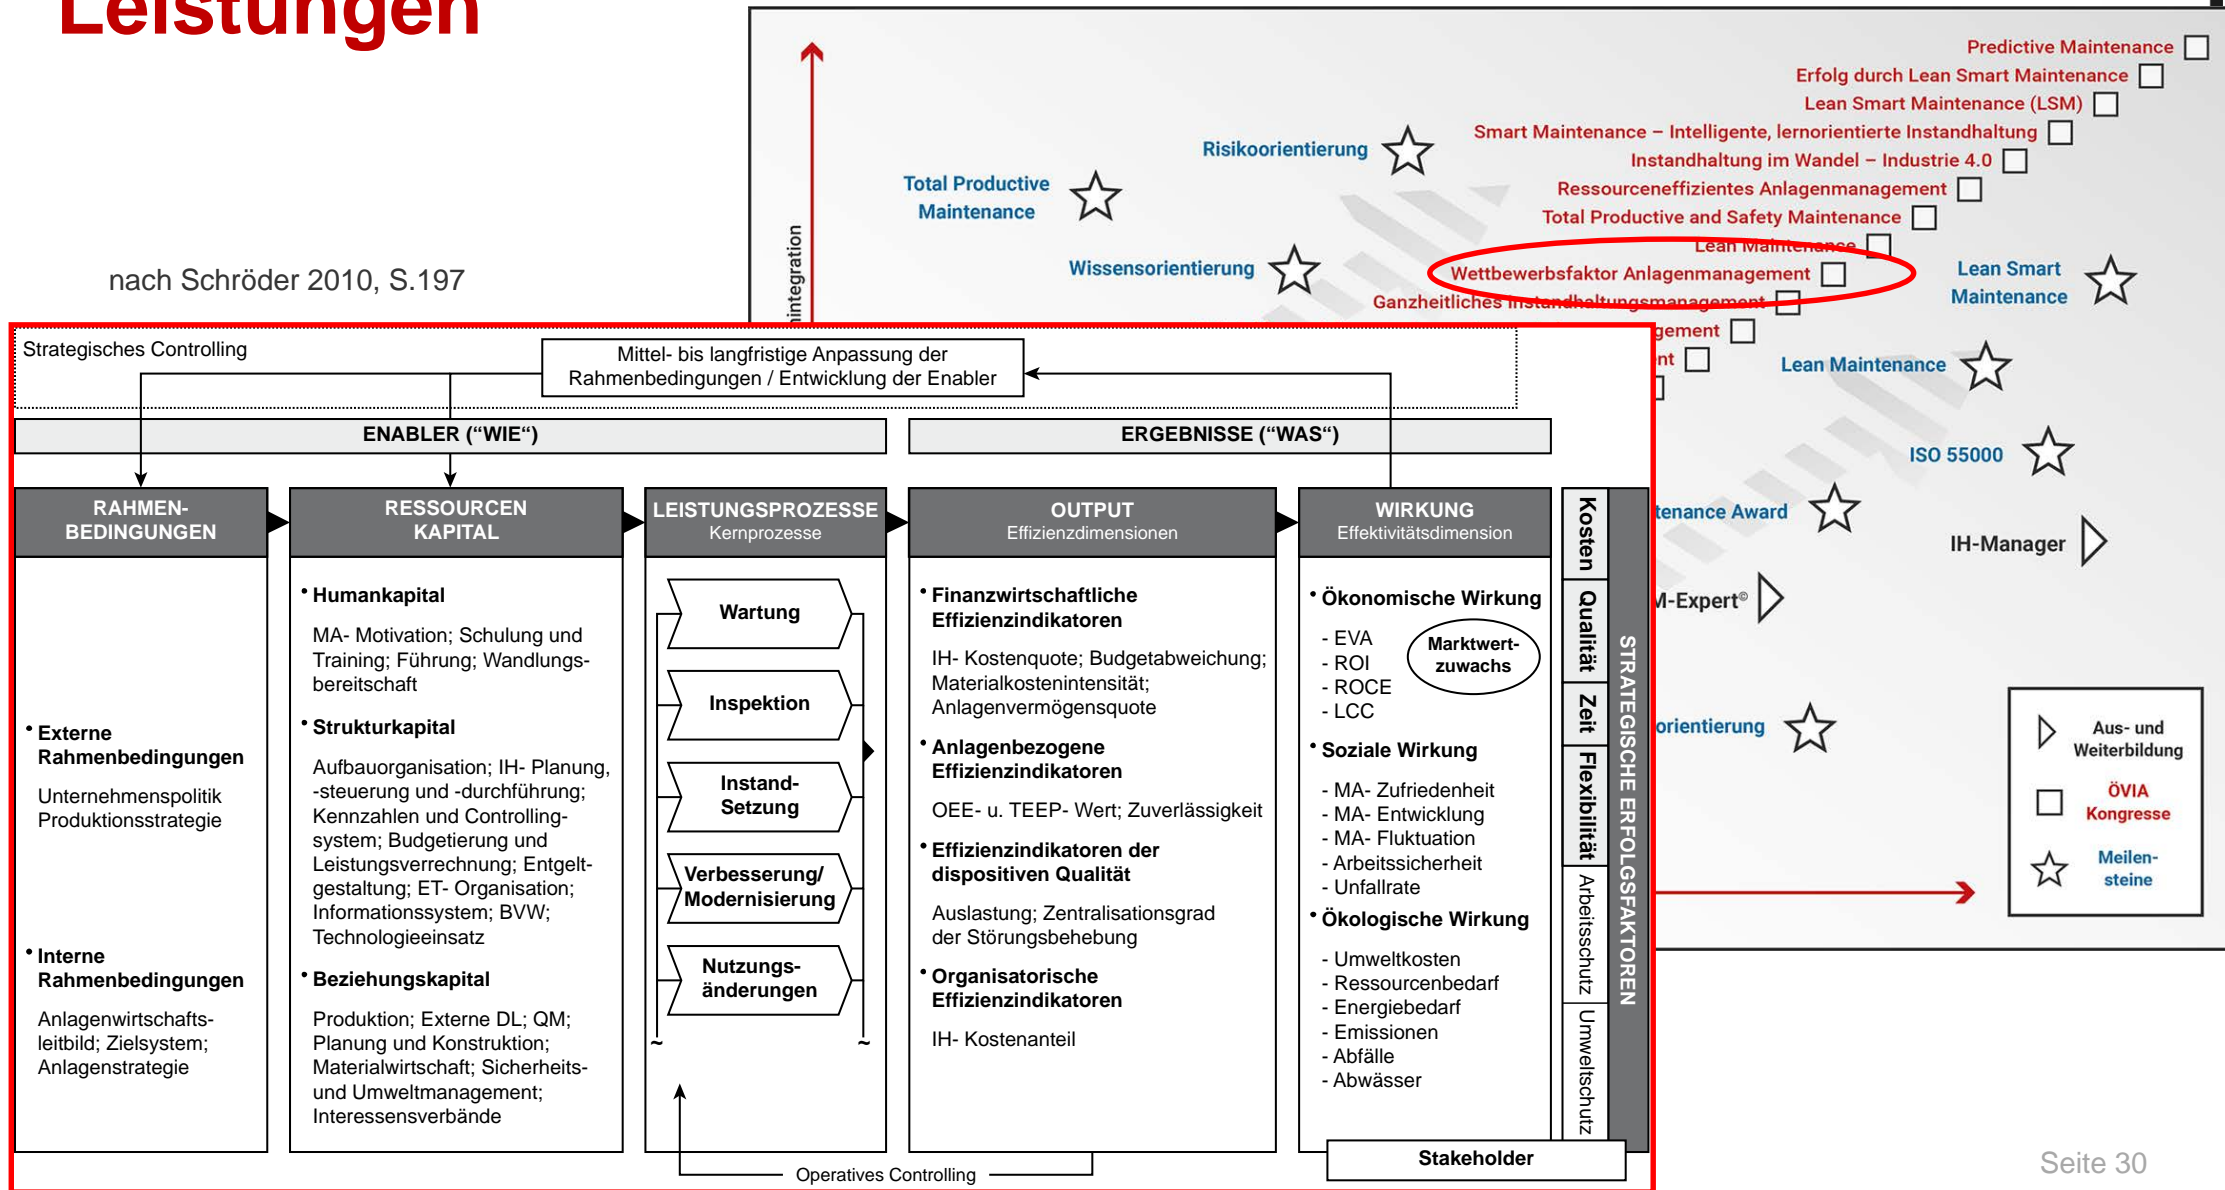 Leistungen
nach Schröder 2010, S.197
Predictive Maintenance
Erfolg durch Lean Smart Maintenance
Lean Smart Maintenance (LSM)
Smart Maintenance – Intelligente, lernorientierte Instandhaltung
Instandhaltung im Wandel – Industrie 4.0
Ressourceneffizientes Anlagenmanagement
Total Productive and Safety Maintenance
Lean Maintenance
Wettbewerbsfaktor Anlagenmanagement
Ganzheitliches Instandhaltungsmanagement
gement
nt
Risikoorientierung
Total Productive
Maintenance
Wissensorientierung
Lean Smart
Maintenance
Lean Maintenance
ISO 55000
tenance Award
IH-Manager
M-Expert©
orientierung
Aus- und
Weiterbildung
ÖVIA
Kongresse
Meilen-
steine
nintegration
Strategisches Controlling
Mittel- bis langfristige Anpassung der
Rahmenbedingungen / Entwicklung der Enabler
ENABLER (“WIE“)
ERGEBNISSE (“WAS“)
RAHMEN-
BEDINGUNGEN
• Externe
Rahmenbedingungen
Unternehmenspolitik
Produktionsstrategie
• Interne
Rahmenbedingungen
Anlagenwirtschafts-
leitbild; Zielsystem;
Anlagenstrategie
RESSOURCEN
KAPITAL
• Humankapital
MA- Motivation; Schulung und
Training; Führung; Wandlungs-
bereitschaft
• Strukturkapital
Aufbauorganisation; IH- Planung,
-steuerung und -durchführung;
Kennzahlen und Controlling-
system; Budgetierung und
Leistungsverrechnung; Entgelt-
gestaltung; ET- Organisation;
Informationssystem; BVW;
Technologieeinsatz
• Beziehungskapital
Produktion; Externe DL; QM;
Planung und Konstruktion;
Materialwirtschaft; Sicherheits-
und Umweltmanagement;
Interessensverbände
LEISTUNGSPROZESSE
Kernprozesse
Wartung
Inspektion
Instand-
Setzung
Verbesserung/
Modernisierung
Nutzungs-
änderungen
~ ~
OUTPUT
Effizienzdimensionen
• Finanzwirtschaftliche
Effizienzindikatoren
IH- Kostenquote; Budgetabweichung;
Materialkostenintensität;
Anlagenvermögensquote
• Anlagenbezogene
Effizienzindikatoren
OEE- u. TEEP- Wert; Zuverlässigkeit
• Effizienzindikatoren der
dispositiven Qualität
Auslastung; Zentralisationsgrad
der Störungsbehebung
• Organisatorische
Effizienzindikatoren
IH- Kostenanteil
WIRKUNG
Effektivitätsdimension
• Ökonomische Wirkung
- EVA
- ROI
- ROCE
- LCC
Marktwert-
zuwachs
• Soziale Wirkung
- MA- Zufriedenheit
- MA- Entwicklung
- MA- Fluktuation
- Arbeitssicherheit
- Unfallrate
• Ökologische Wirkung
- Umweltkosten
- Ressourcenbedarf
- Energiebedarf
- Emissionen
- Abfälle
- Abwässer
Kosten
Qualität
Zeit
Flexibilität
Arbeitsschutz
Umweltschutz
STRATEGISCHE ERFOLGSFAKTOREN
Stakeholder
Operatives Controlling
Seite 30